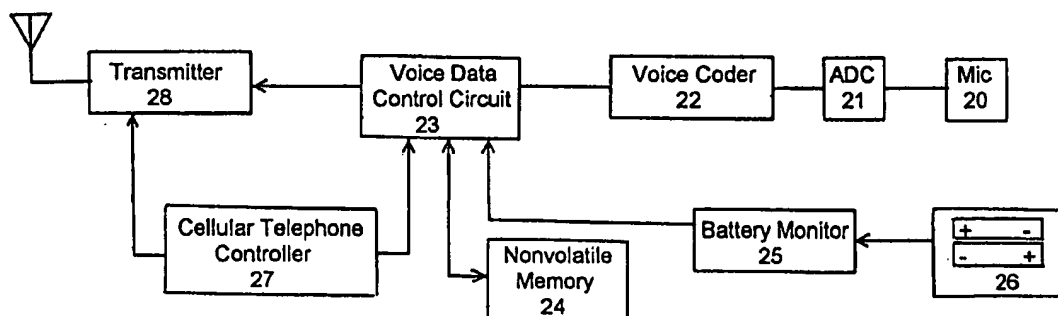 Transmitter
28
Voice Data
Control Circuit
23
Voice Coder
22
ADC
21
Mic
20
Cellular Telephone
Controller
27
Nonvolatile
Memory
24
Battery Monitor
25
+ -
- +
26